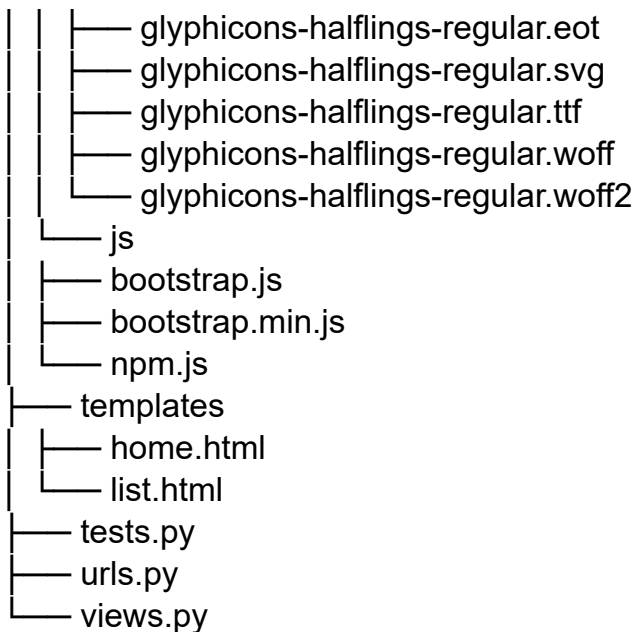 │ │ ├── glyphicons-halflings-regular.eot
│ │ ├── glyphicons-halflings-regular.svg
│ │ ├── glyphicons-halflings-regular.ttf
│ │ ├── glyphicons-halflings-regular.woff
│ │ └── glyphicons-halflings-regular.woff2
│ └── js
│ ├── bootstrap.js
│ ├── bootstrap.min.js
│ └── npm.js
├── templates
│ ├── home.html
│ └── list.html
├── tests.py
├── urls.py
└── views.py